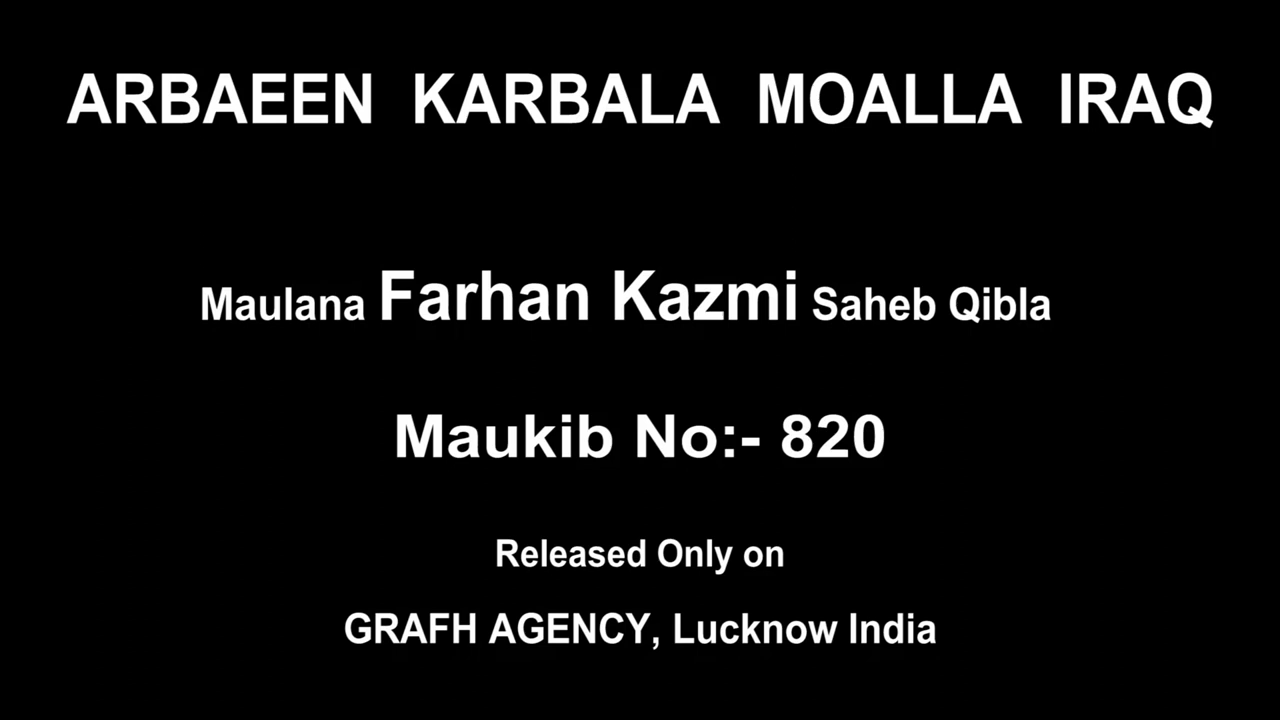 ARBAEEN KARBALA MOALLA IRAQ
Maulana Farhan Kazmi Saheb Qibla
Maukib No:- 820
Released Only on
GRAFH AGENCY, Lucknow India